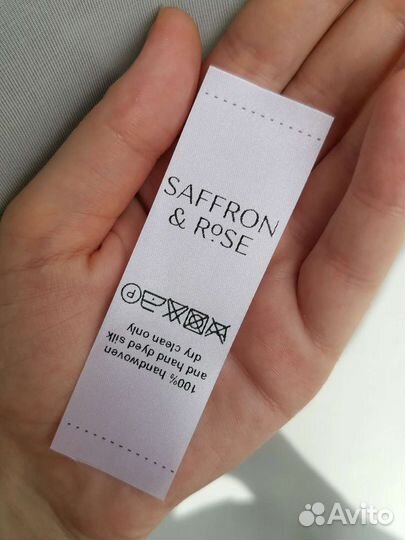 SAFFRON
& RoSE
P
100% handwoven
and hand dyed silk
dry clean only
Avito